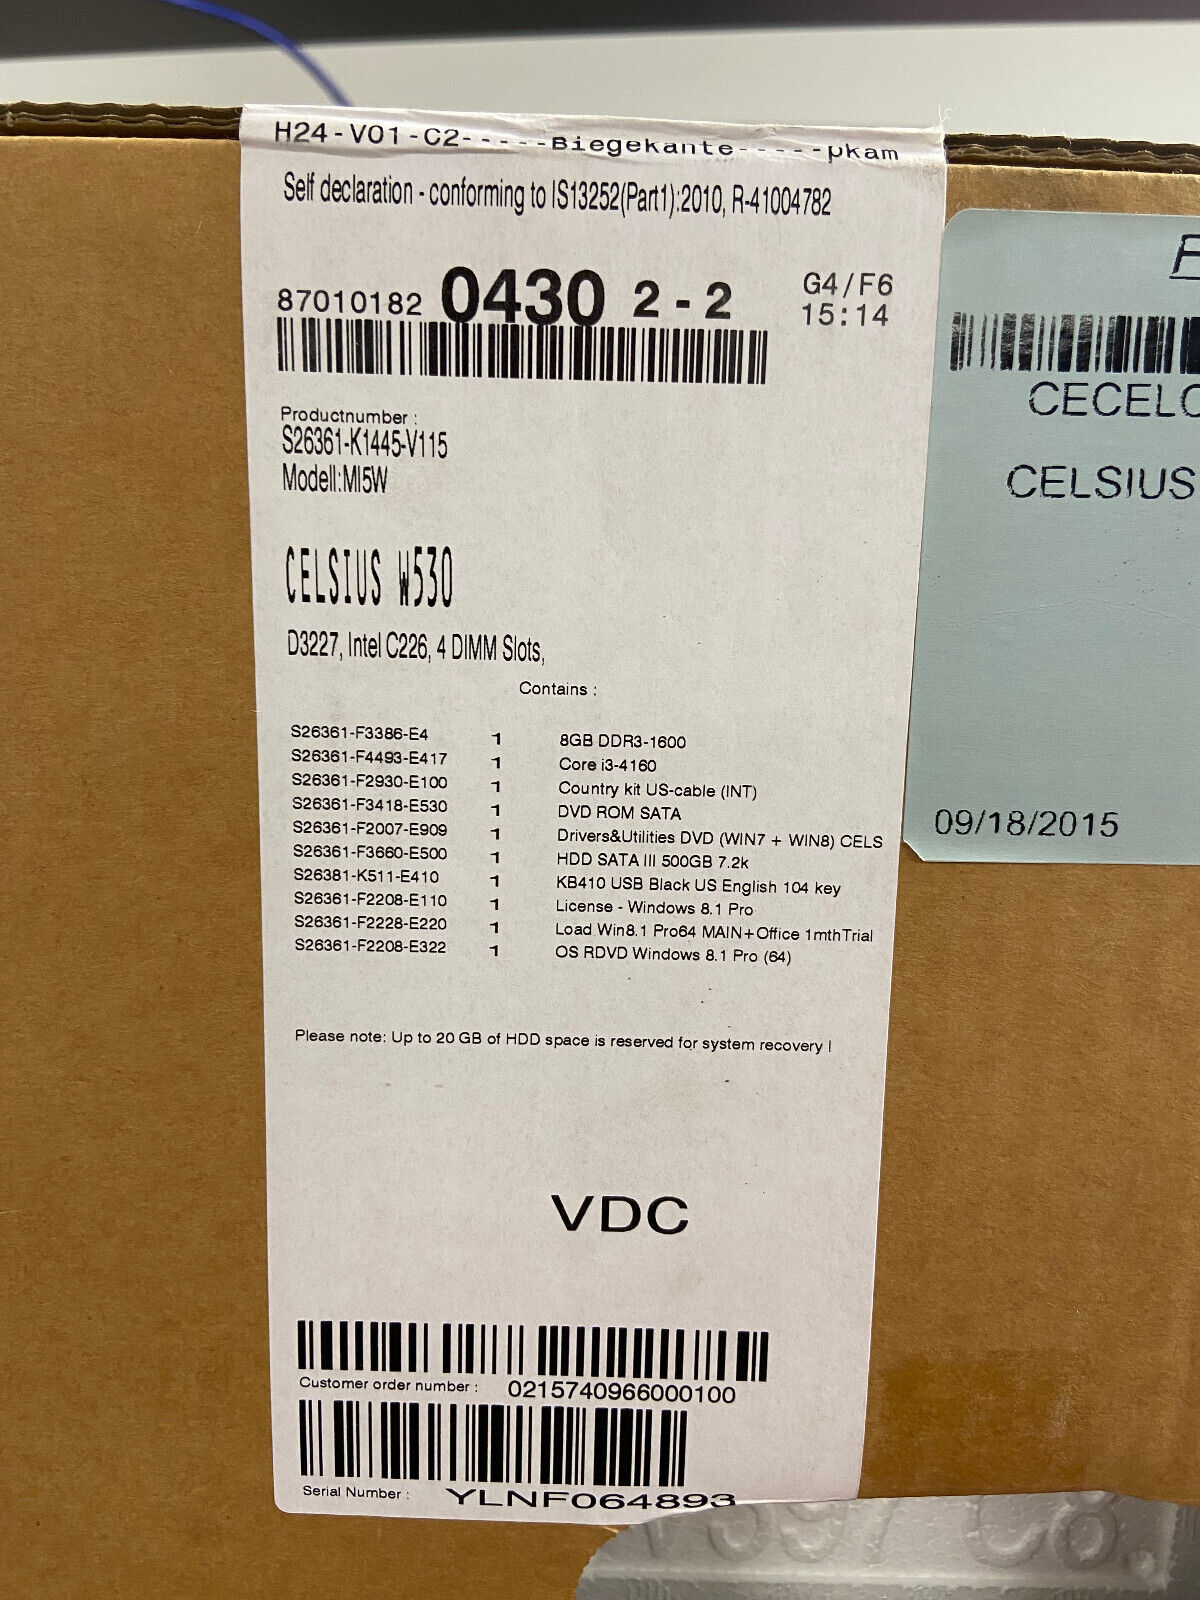 H24-V01-C2-----Biegekante-----pkam
Self declaration - conforming to IS13252(Part1):2010, R-41004782
87010182 0430 2-2
G4/F6
15:14
Productnumber :
S26361-K1445-V115
Modell:MI5W
CELSIUS W530
D3227, Intel C226, 4 DIMM Slots,
Contains :
S26361-F3386-E4 1 8GB DDR3-1600
S26361-F4493-E417 1 Core i3-4160
S26361-F2930-E100 1 Country kit US-cable (INT)
S26361-F3418-E530 1 DVD ROM SATA
S26361-F2007-E909 1 Drivers&Utilities DVD (WIN7 + WIN8) CELS
S26361-F3660-E500 1 HDD SATA III 500GB 7.2k
S26381-K511-E410 1 KB410 USB Black US English 104 key
S26361-F2208-E110 1 License - Windows 8.1 Pro
S26361-F2228-E220 1 Load Win8.1 Pro64 MAIN+Office 1mthTrial
S26361-F2208-E322 1 OS RDVD Windows 8.1 Pro (64)
Please note: Up to 20 GB of HDD space is reserved for system recovery !
VDC
Customer order number : 0215740966000100
Serial Number : YLNF064893
CELSIUS
09/18/2015